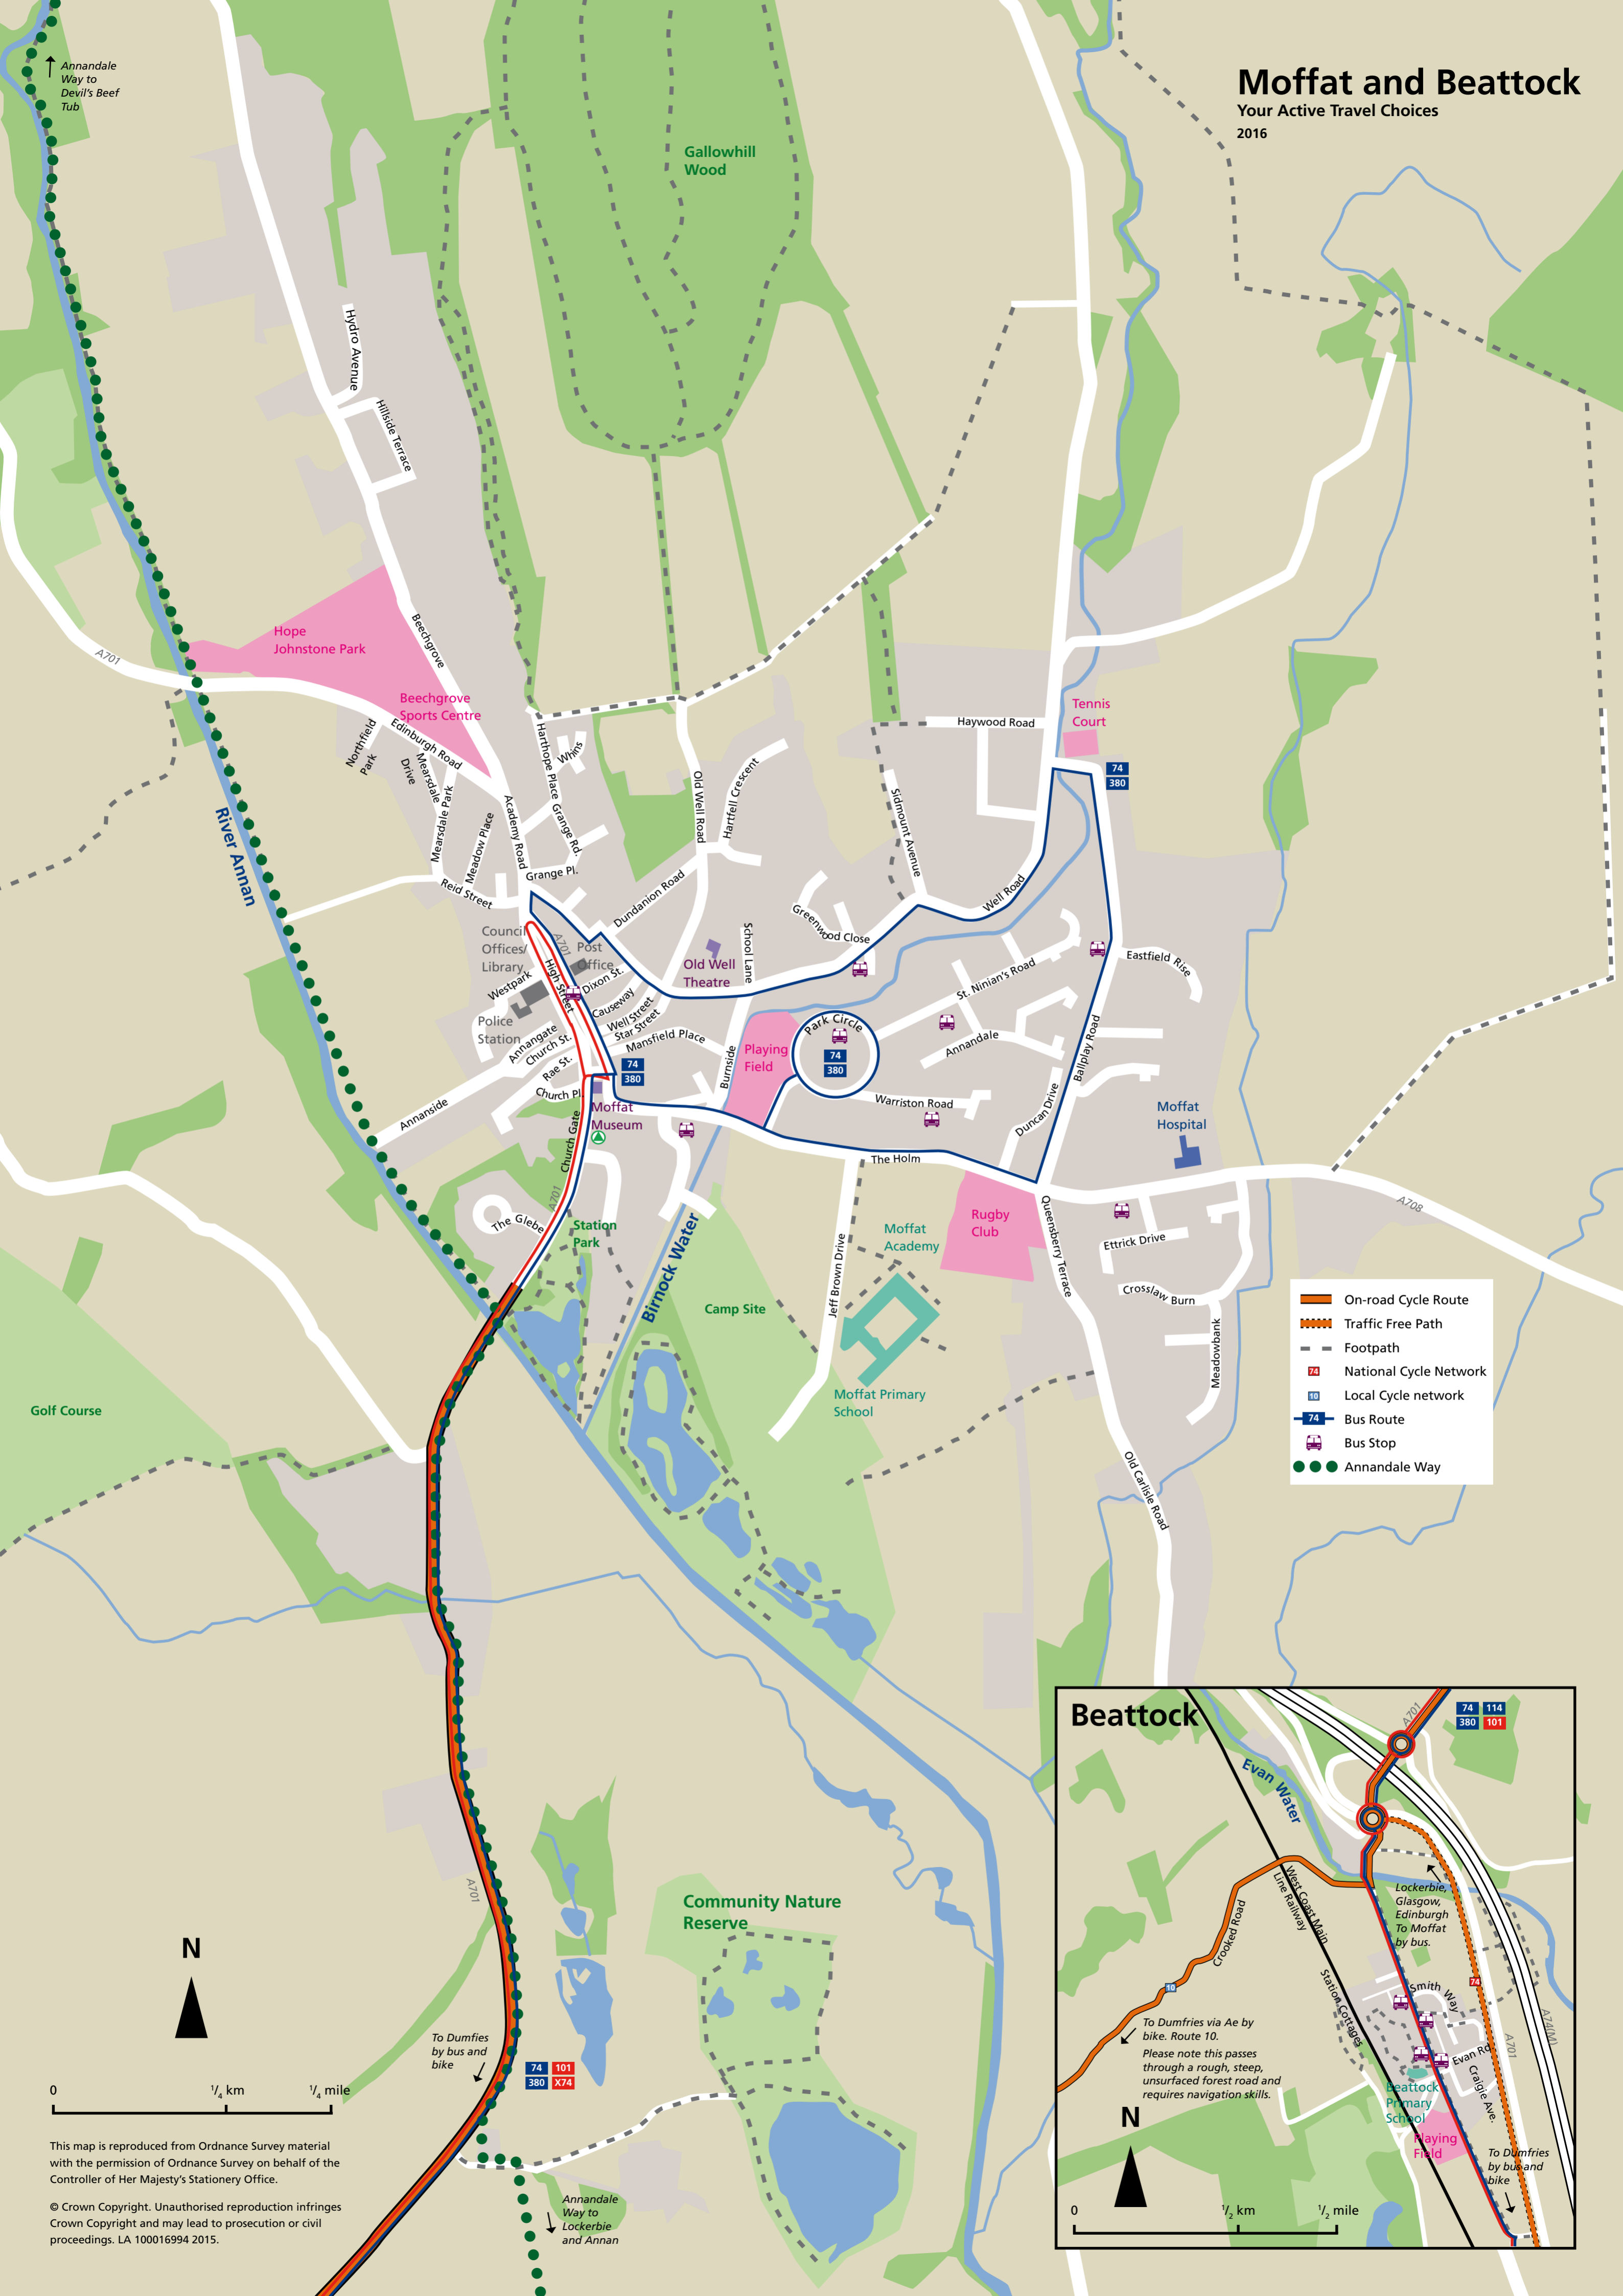 Moffat and Beattock
Your Active Travel Choices
2016
Annandale
Way to
Devil's Beef
Tub
Gallowhill
Wood
Hydro Avenue
Hillside Terrace
Hope
Johnstone Park
A701
Beechgrove
Beechgrove
Sports Centre
Edinburgh Road
Northfield
Park
Mearsdale
Drive
Mearsdale Park
Meadow Place
Academy Road
Harthope Place
Whins
Grange Rd.
Grange Pl.
Reid Street
Old Well Road
Hartfell Crescent
Dundanion Road
Haywood Road
Tennis
Court
74
380
Sidmount Avenue
Well Road
Greenwood Close
School Lane
Old Well
Theatre
River Annan
Council
Offices/
Library
A701
Post
Office
High Street
Dixon St.
Westpark
Police
Station
Causeway
Well Street
Star Street
Mansfield Place
Annangate
Church St.
Rae St.
Church Pl.
Annanside
Burnside
Playing
Field
Park Circle
74
380
74
380
St. Ninian's Road
Annandale
Eastfield Rise
Ballplay Road
Duncan Drive
Warriston Road
Moffat
Museum
Church Gate
A701
The Holm
Moffat
Hospital
A708
The Glebe
Station
Park
Birnock Water
Camp Site
Jeff Brown Drive
Moffat
Academy
Moffat Primary
School
Rugby
Club
Queensberry Terrace
Ettrick Drive
Crosslaw Burn
Meadowbank
Old Carlisle Road
Golf Course
On-road Cycle Route
Traffic Free Path
Footpath
74 National Cycle Network
10 Local Cycle network
74 Bus Route
Bus Stop
Annandale Way
A701
Community Nature
Reserve
To Dumfies
by bus and
bike
74 101
380 X74
Annandale
Way to
Lockerbie
and Annan
N
0 1/4 km 1/4 mile
This map is reproduced from Ordnance Survey material
with the permission of Ordnance Survey on behalf of the
Controller of Her Majesty's Stationery Office.
© Crown Copyright. Unauthorised reproduction infringes
Crown Copyright and may lead to prosecution or civil
proceedings. LA 100016994 2015.
Beattock
A701
74 114
380 101
Evan Water
West Coast Main
Line Railway
Crooked Road
10
Lockerbie,
Glasgow,
Edinburgh
To Moffat
by bus.
74
Smith Way
Station Cottages
Evan Rd
Craigie Ave.
A701
A74(M)
To Dumfries via Ae by
bike. Route 10.
Please note this passes
through a rough, steep,
unsurfaced forest road and
requires navigation skills.
Beattock
Primary
School
Playing
Field
To Dumfries
by bus and
bike
N
0 1/2 km 1/2 mile